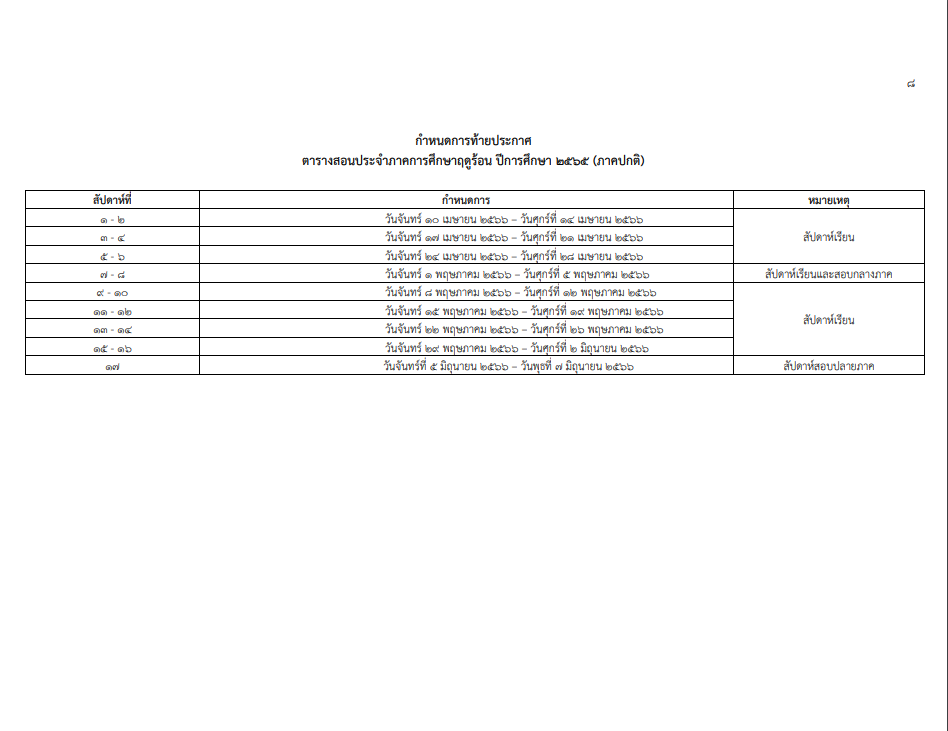 ๘
กำหนดการท้ายประกาศ
ตารางสอนประจำภาคการศึกษาฤดูร้อน ปีการศึกษา ๒๕๖๕ (ภาคปกติ)
สัปดาห์ที่ กำหนดการ หมายเหตุ
๑ - ๒ วันจันทร์ ๑๐ เมษายน ๒๕๖๖ – วันศุกร์ที่ ๑๔ เมษายน ๒๕๖๖
๓ - ๔ วันจันทร์ ๑๗ เมษายน ๒๕๖๖ – วันศุกร์ที่ ๒๑ เมษายน ๒๕๖๖ สัปดาห์เรียน
๕ - ๖ วันจันทร์ ๒๔ เมษายน ๒๕๖๖ – วันศุกร์ที่ ๒๘ เมษายน ๒๕๖๖
๗ - ๘ วันจันทร์ ๑ พฤษภาคม ๒๕๖๖ – วันศุกร์ที่ ๕ พฤษภาคม ๒๕๖๖ สัปดาห์เรียนและสอบกลางภาค
๙ - ๑๐ วันจันทร์ ๘ พฤษภาคม ๒๕๖๖ – วันศุกร์ที่ ๑๒ พฤษภาคม ๒๕๖๖
๑๑ - ๑๒ วันจันทร์ ๑๕ พฤษภาคม ๒๕๖๖ – วันศุกร์ที่ ๑๙ พฤษภาคม ๒๕๖๖
สัปดาห์เรียน
๑๓ - ๑๔ วันจันทร์ ๒๒ พฤษภาคม ๒๕๖๖ – วันศุกร์ที่ ๒๖ พฤษภาคม ๒๕๖๖
๑๕ - ๑๖ วันจันทร์ ๒๙ พฤษภาคม ๒๕๖๖ – วันศุกร์ที่ ๒ มิถุนายน ๒๕๖๖
๑๗ วันจันทร์ที่ ๕ มิถุนายน ๒๕๖๖ – วันพุธที่ ๗ มิถุนายน ๒๕๖๖ สัปดาห์สอบปลายภาค